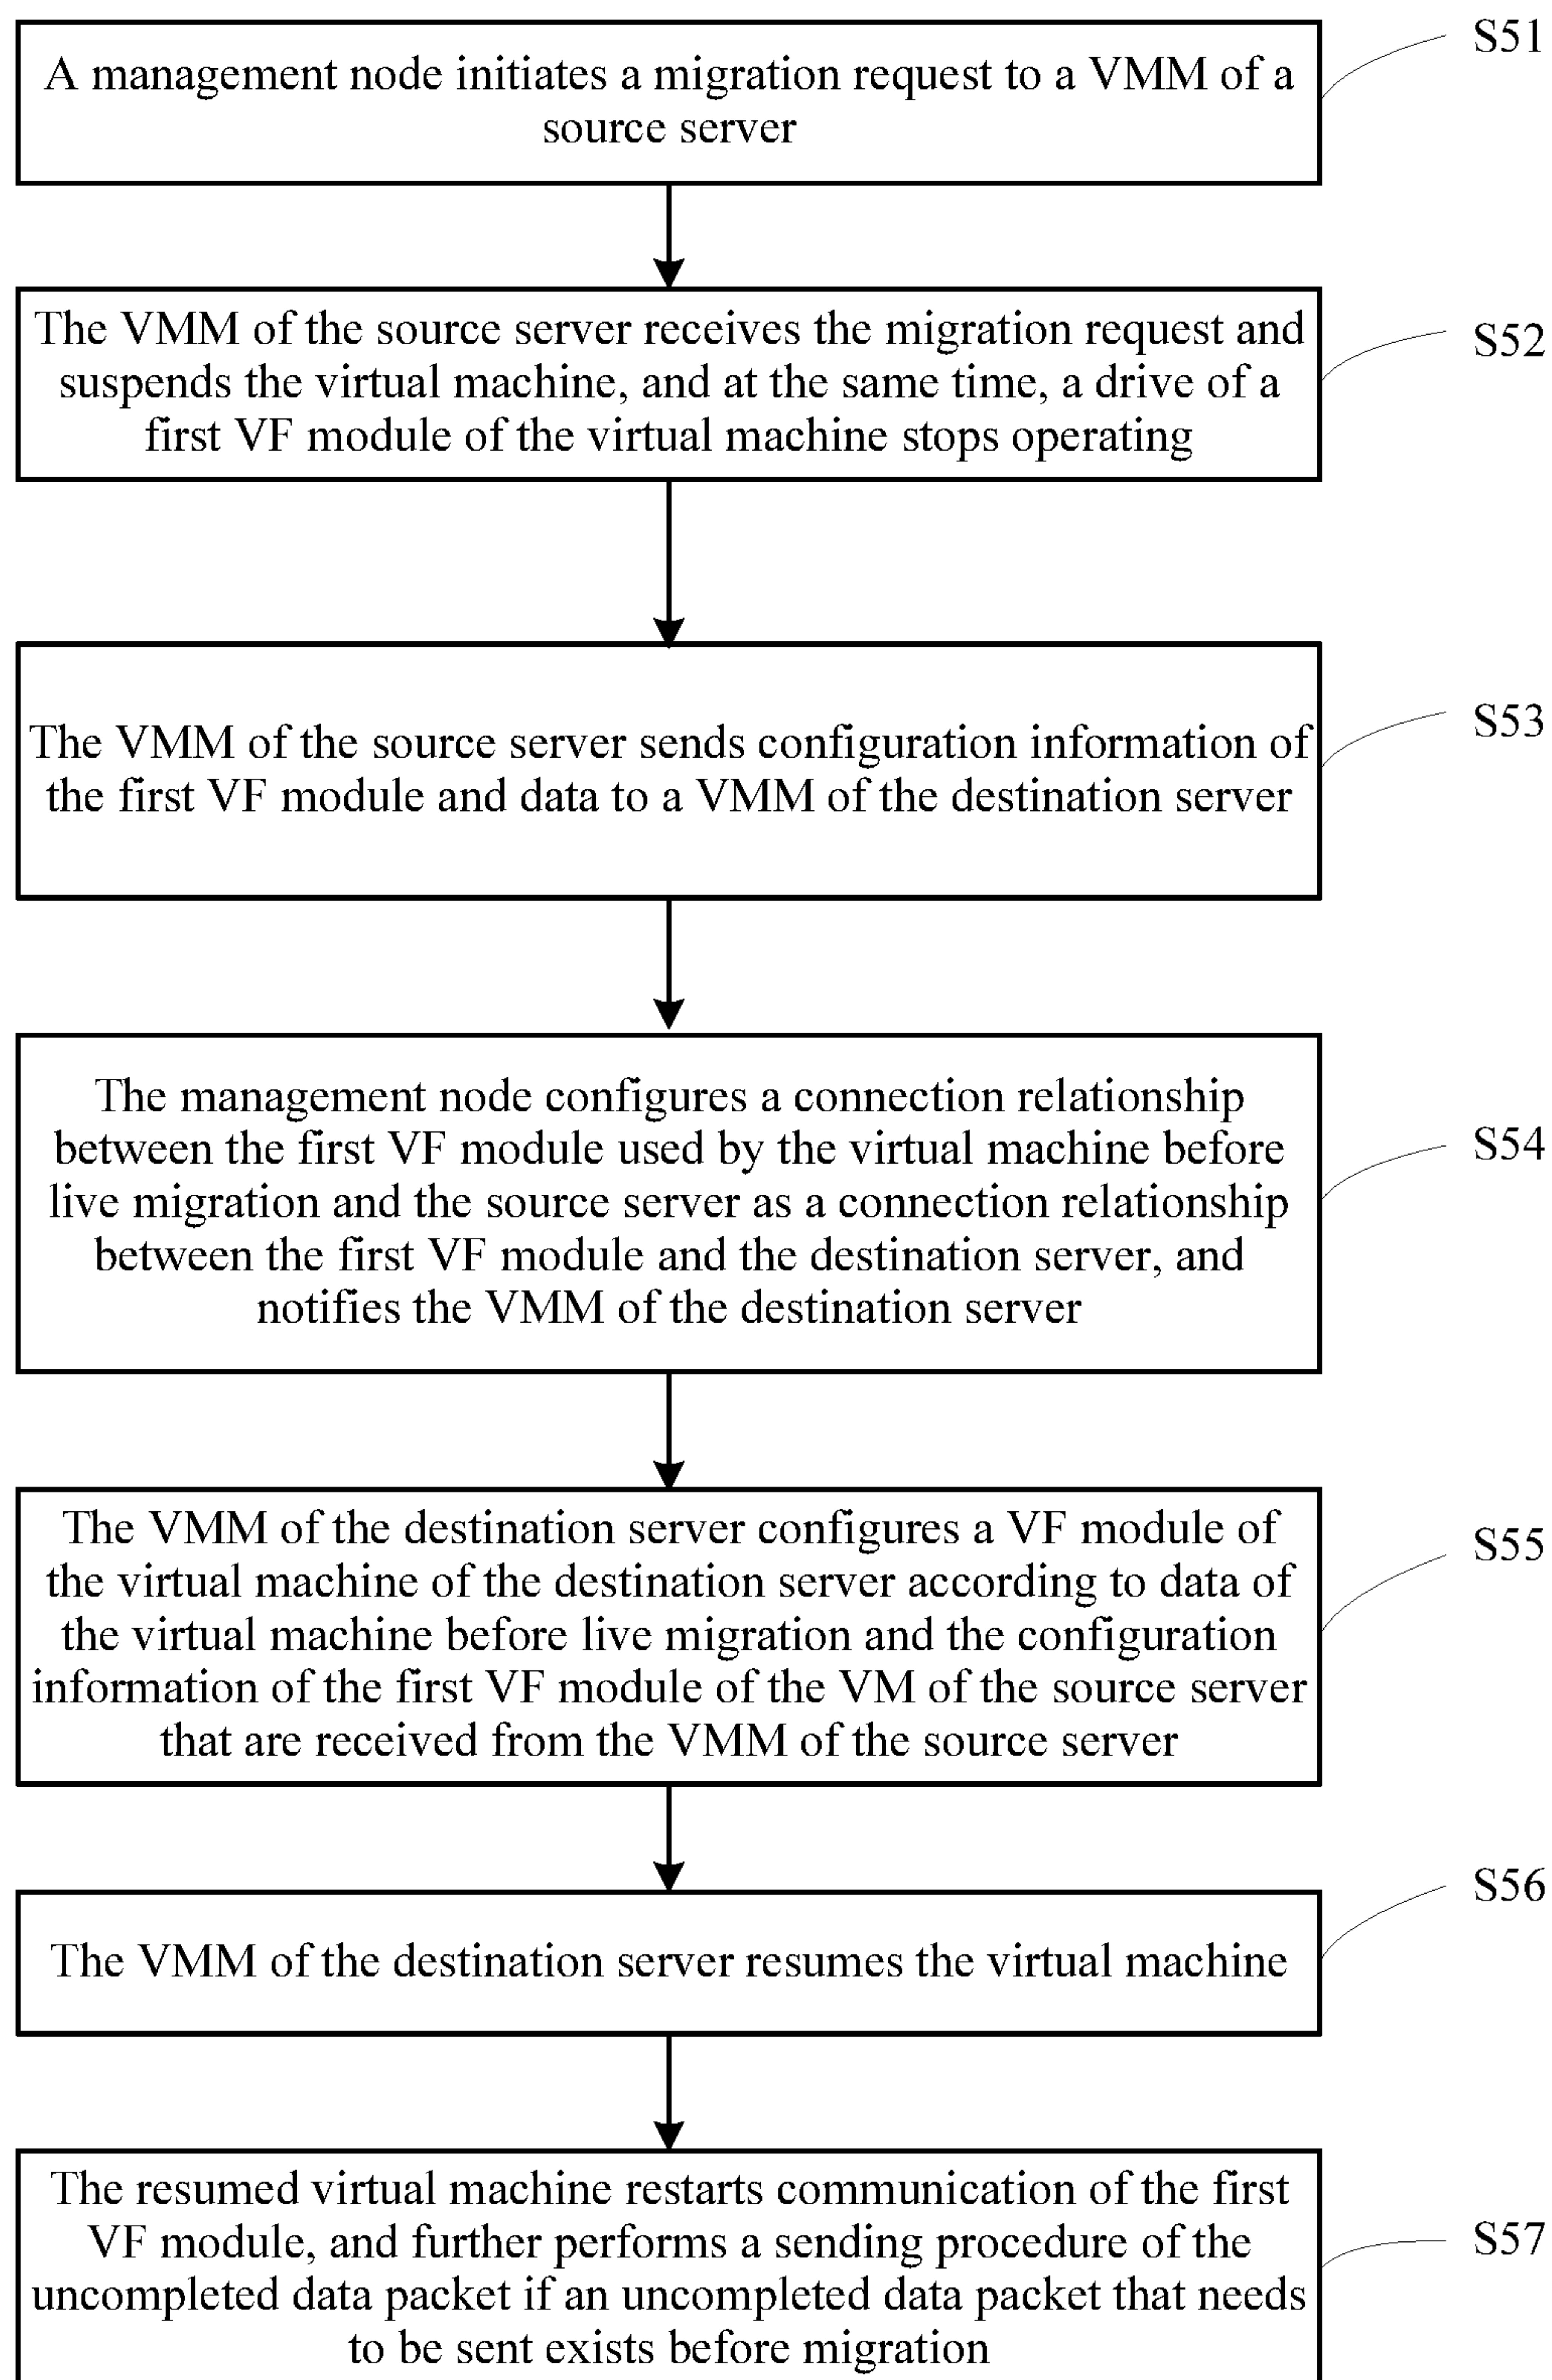 S51
A management node initiates a migration request to a VMM of a
source server
S52
The VMM of the source server receives the migration request and
suspends the virtual machine, and at the same time, a drive of a
first VF module of the virtual machine stops operating
S53
The VMM of the source server sends configuration information of
the first VF module and data to a VMM of the destination server
S54
The management node configures a connection relationship
between the first VF module used by the virtual machine before
live migration and the source server as a connection relationship
between the first VF module and the destination server, and
notifies the VMM of the destination server
S55
The VMM of the destination server configures a VF module of
the virtual machine of the destination server according to data of
the virtual machine before live migration and the configuration
information of the first VF module of the VM of the source server
that are received from the VMM of the source server
S56
The VMM of the destination server resumes the virtual machine
S57
The resumed virtual machine restarts communication of the first
VF module, and further performs a sending procedure of the
uncompleted data packet if an uncompleted data packet that needs
to be sent exists before migration